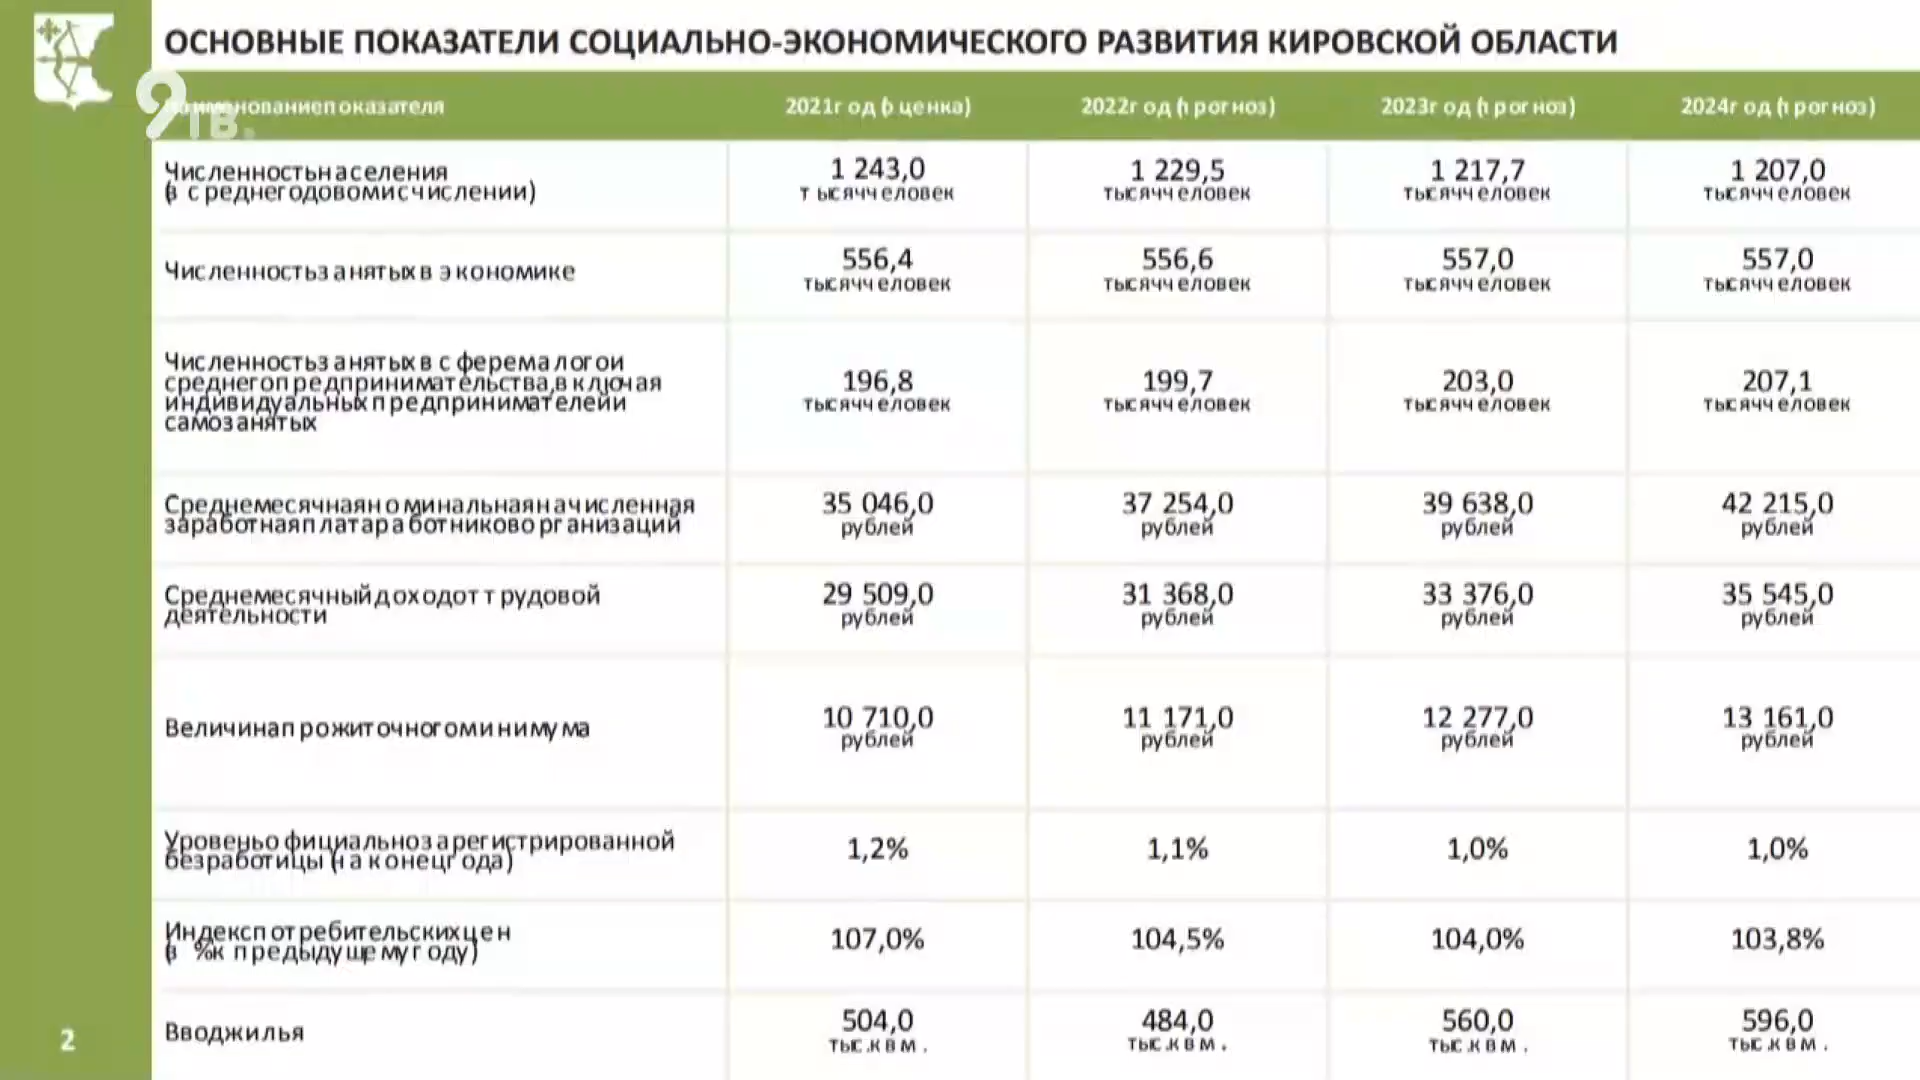 ОСНОВНЫЕ ПОКАЗАТЕЛИ СОЦИАЛЬНО-ЭКОНОМИЧЕСКОГО РАЗВИТИЯ КИРОВСКОЙ ОБЛАСТИ
9тв.
Наименование показателя 2021 год (оценка) 2022 год (прогноз) 2023 год (прогноз) 2024 год (прогноз)
Численность населения
(в среднегодовом исчислении)
1 243,0 1 229,5 1 217,7 1 207,0
тысяч человек тысяч человек тысяч человек тысяч человек
Численность занятых в экономике
556,4 556,6 557,0 557,0
тысяч человек тысяч человек тысяч человек тысяч человек
Численность занятых в сфере малого и
среднего предпринимательства, включая
индивидуальных предпринимателей и
самозанятых
196,8 199,7 203,0 207,1
тысяч человек тысяч человек тысяч человек тысяч человек
Среднемесячная номинальная начисленная
заработная плата работников организаций
35 046,0 37 254,0 39 638,0 42 215,0
рублей рублей рублей рублей
Среднемесячный доход от трудовой
деятельности
29 509,0 31 368,0 33 376,0 35 545,0
рублей рублей рублей рублей
Величина прожиточного минимума
10 710,0 11 171,0 12 277,0 13 161,0
рублей рублей рублей рублей
Уровень официально зарегистрированной
безработицы (на конец года)
1,2% 1,1% 1,0% 1,0%
Индекс потребительских цен
(в % к предыдущему году)
107,0% 104,5% 104,0% 103,8%
Ввод жилья
504,0 484,0 560,0 596,0
тыс.кв м. тыс.кв м. тыс.кв м. тыс.кв м.
2